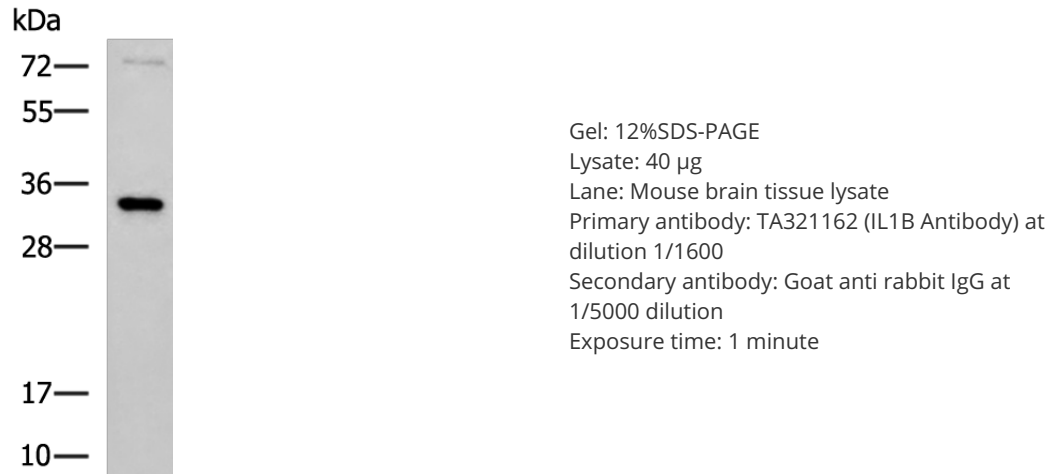 kDa
72
55
36
28
17
10
Gel: 12%SDS-PAGE
Lysate: 40 µg
Lane: Mouse brain tissue lysate
Primary antibody: TA321162 (IL1B Antibody) at
dilution 1/1600
Secondary antibody: Goat anti rabbit IgG at
1/5000 dilution
Exposure time: 1 minute